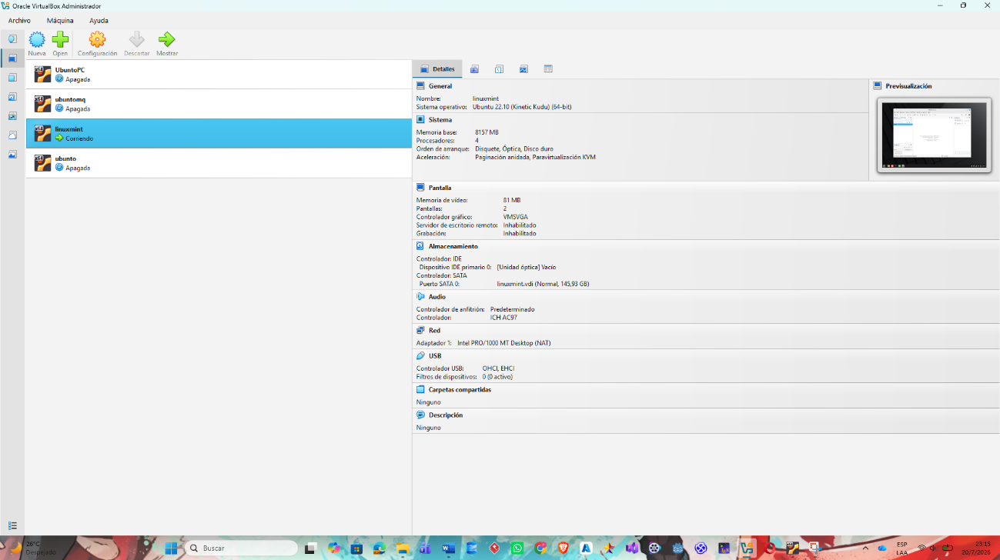 Oracle VirtualBox Administrador
Archivo Máquina Ayuda
Nueva Open Configuración Descartar Mostrar
UbuntoPC
Apagada
ubuntomq
Apagada
linuxmint
Corriendo
ubunto
Apagada
Detalles
General
Nombre: linuxmint
Sistema operativo: Ubuntu 22.10 (Kinetic Kudu) (64-bit)
Sistema
Memoria base: 8157 MB
Procesadores: 4
Orden de arranque: Disquete, Óptica, Disco duro
Aceleración: Paginación anidada, Paravirtualización KVM
Previsualización
Pantalla
Memoria de vídeo: 81 MB
Pantallas: 2
Controlador gráfico: VMSVGA
Servidor de escritorio remoto: Inhabilitado
Grabación: Inhabilitado
Almacenamiento
Controlador: IDE
Dispositivo IDE primario 0: [Unidad óptica] Vacío
Controlador: SATA
Puerto SATA 0: linuxmint.vdi (Normal, 145,93 GB)
Audio
Controlador de anfitrión: Predeterminado
Controlador: ICH AC97
Red
Adaptador 1: Intel PRO/1000 MT Desktop (NAT)
USB
Controlador USB: OHCI, EHCI
Filtros de dispositivos: 0 (0 activo)
Carpetas compartidas
Ninguno
Descripción
Ninguno
26°C
Despejado
Buscar
ESP
LAA
23:15
20/7/2026